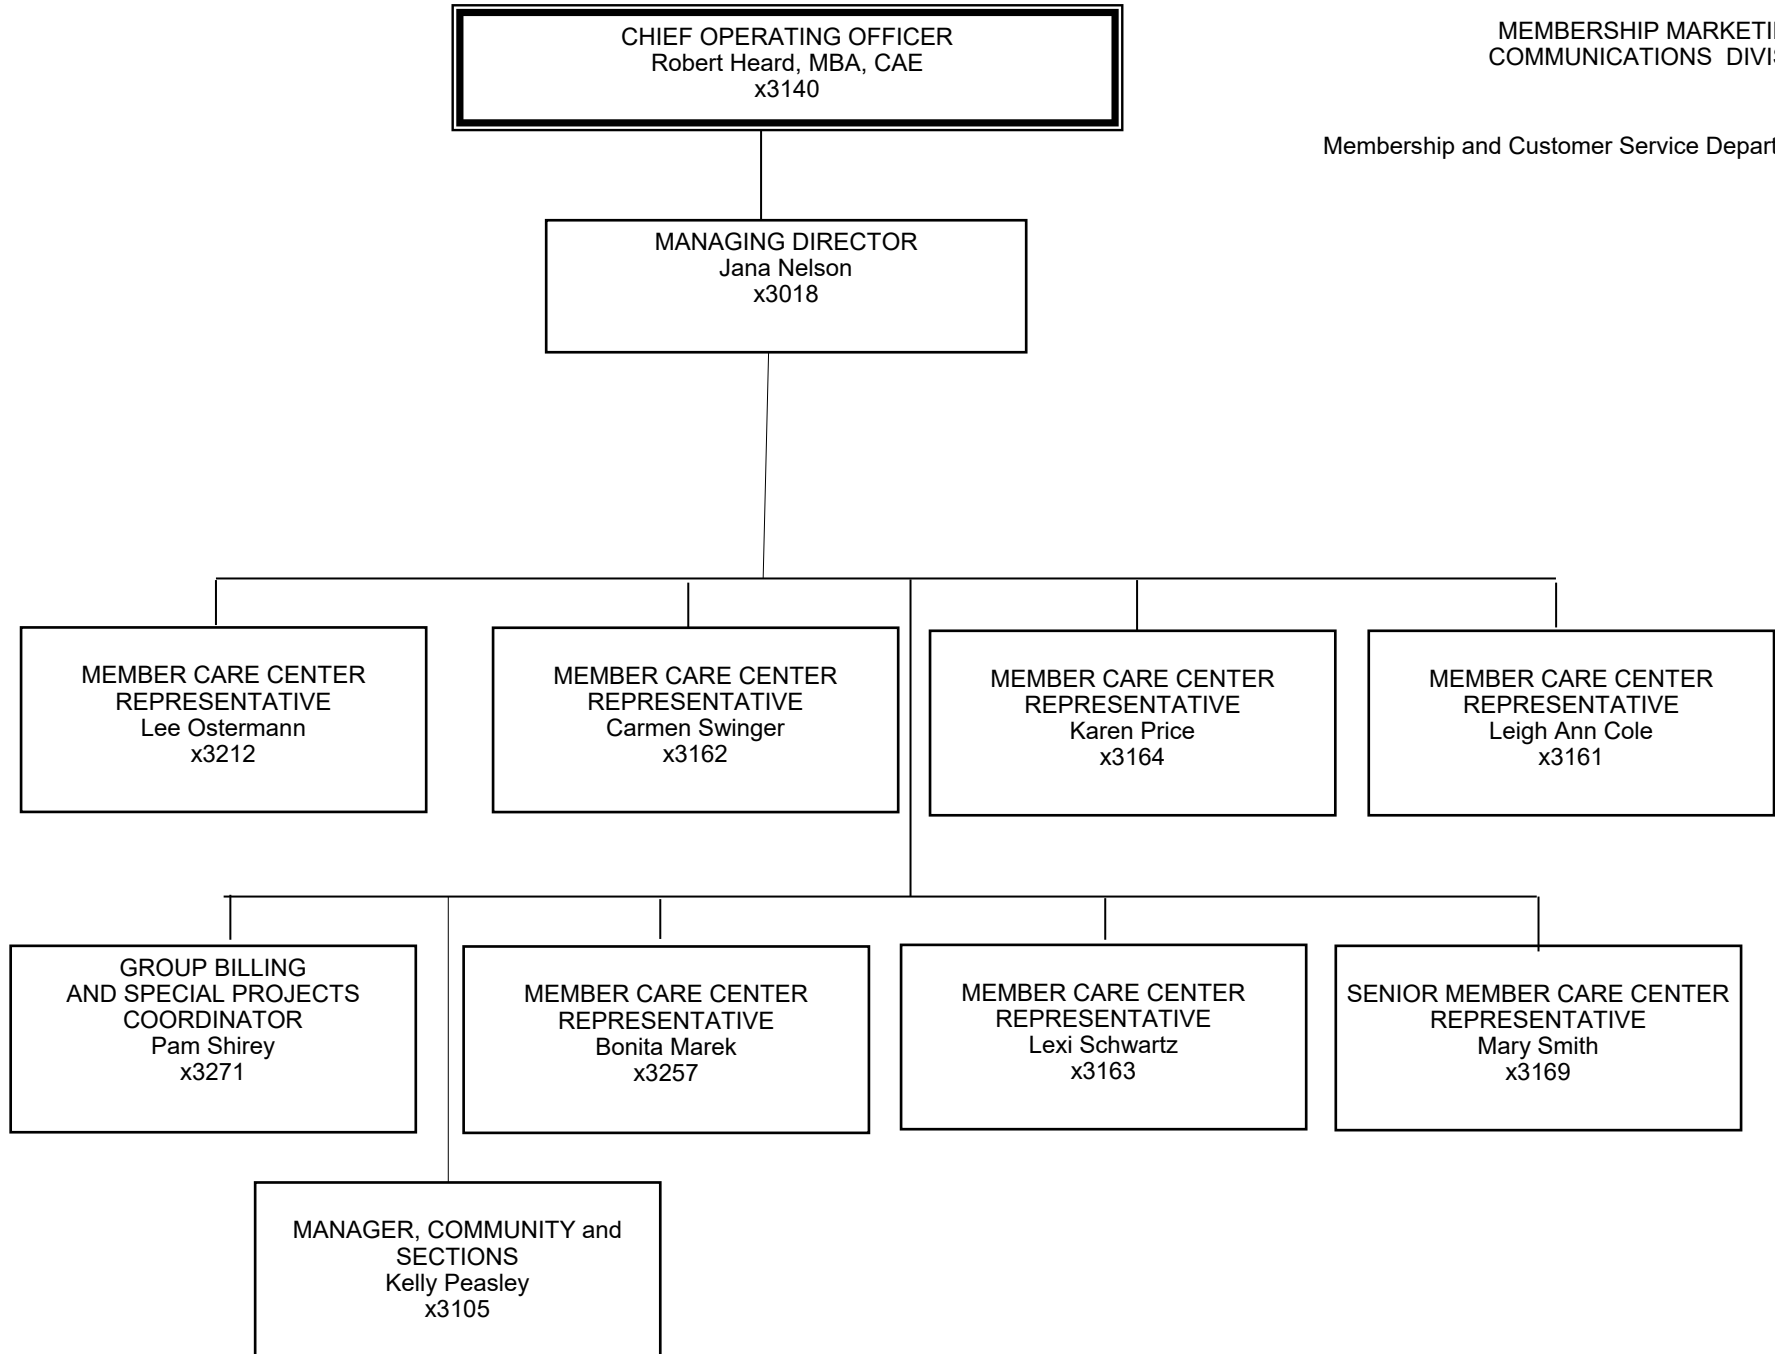 CHIEF OPERATING OFFICER
Robert Heard, MBA, CAE
x3140
MEMBERSHIP
COMMUNICATIONS
Membership and Customer Service
MANAGING DIRECTOR
Jana Nelson
x3018
MEMBER CARE CENTER
REPRESENTATIVE
Lee Ostermann
x3212
MEMBER CARE CENTER
REPRESENTATIVE
Carmen Swinger
x3162
MEMBER CARE CENTER
REPRESENTATIVE
Karen Price
x3164
MEMBER CARE CENTER
REPRESENTATIVE
Leigh Ann Cole
x3161
GROUP BILLING
AND SPECIAL PROJECTS
COORDINATOR
Pam Shirey
x3271
MEMBER CARE CENTER
REPRESENTATIVE
Bonita Marek
x3257
MEMBER CARE CENTER
REPRESENTATIVE
Lexi Schwartz
x3163
SENIOR MEMBER CARE CENTER
REPRESENTATIVE
Mary Smith
x3169
MANAGER, COMMUNITY and
SECTIONS
Kelly Peasley
x3105